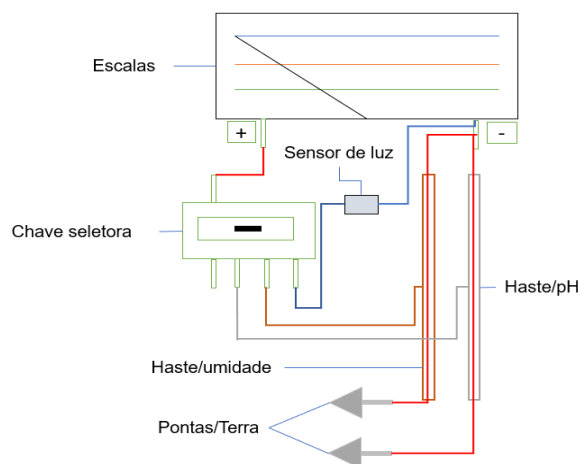 Escalas
+
-
Sensor de luz
Chave seletora
Haste/pH
Haste/umidade
Pontas/Terra